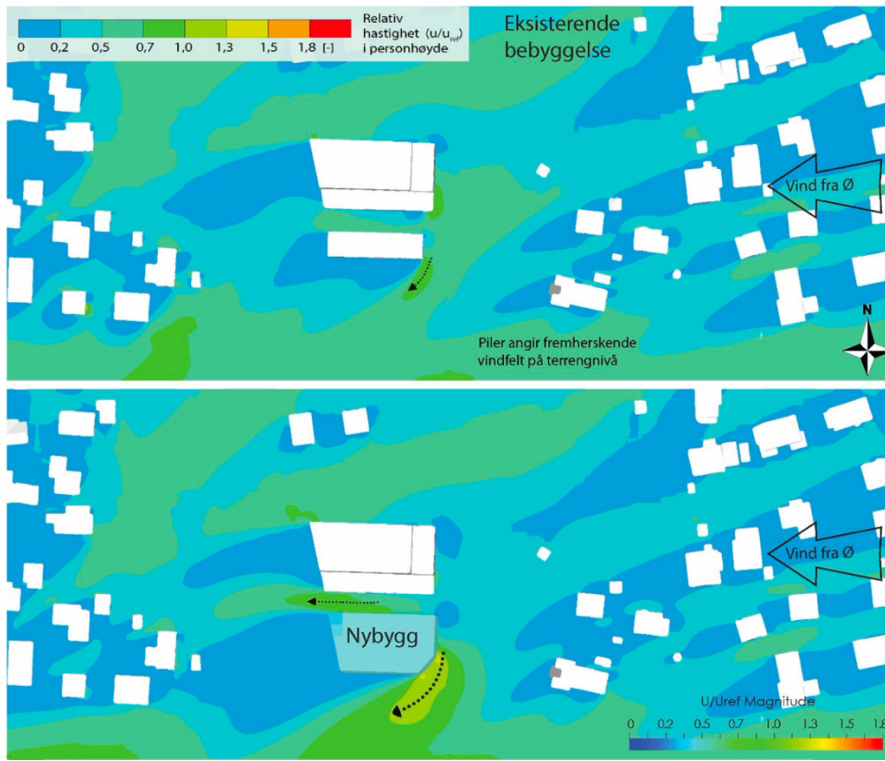 Relativ
hastighet (u/uref)
i personhøyde
0 0,2 0,5 0,7 1,0 1,3 1,5 1,8 [-]
Eksisterende
bebyggelse
Vind fra Ø
Piler angir fremherskende
vindfelt på terrengnivå
N
Vind fra Ø
Nybygg
U/Uref Magnitude
0 0.2 0.5 0.7 1.0 1.3 1.5 1.8